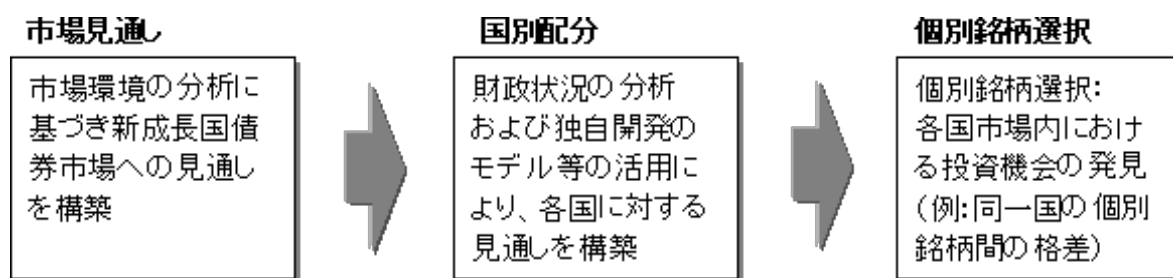 市場見通し
市場環境の分析に
基づき新成長国債
券市場への見通し
を構築
国別配分
財政状況の分析
および独自開発の
モデル等の活用に
より、各国に対する
見通しを構築
個別銘柄選択
個別銘柄選択:
各国市場内におけ
る投資機会の発見
(例:同一国の個別
銘柄間の格差)